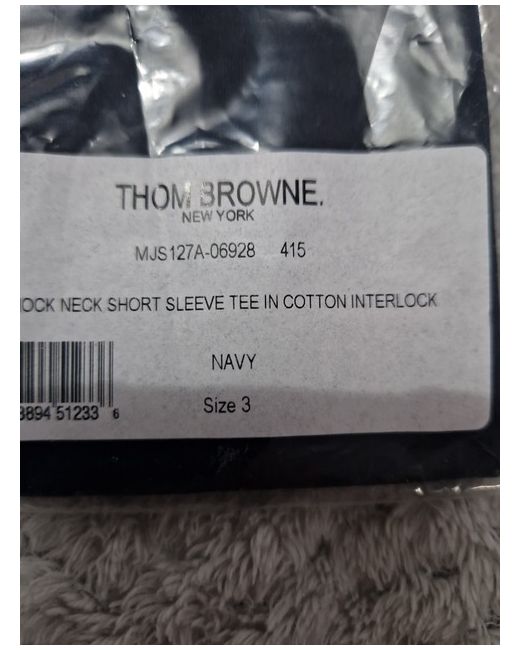 THOM BROWNE.
NEW YORK
MJS127A-06928 415
OCK NECK SHORT SLEEVE TEE IN COTTON INTERLOCK
NAVY
Size 3
3894 51233 6